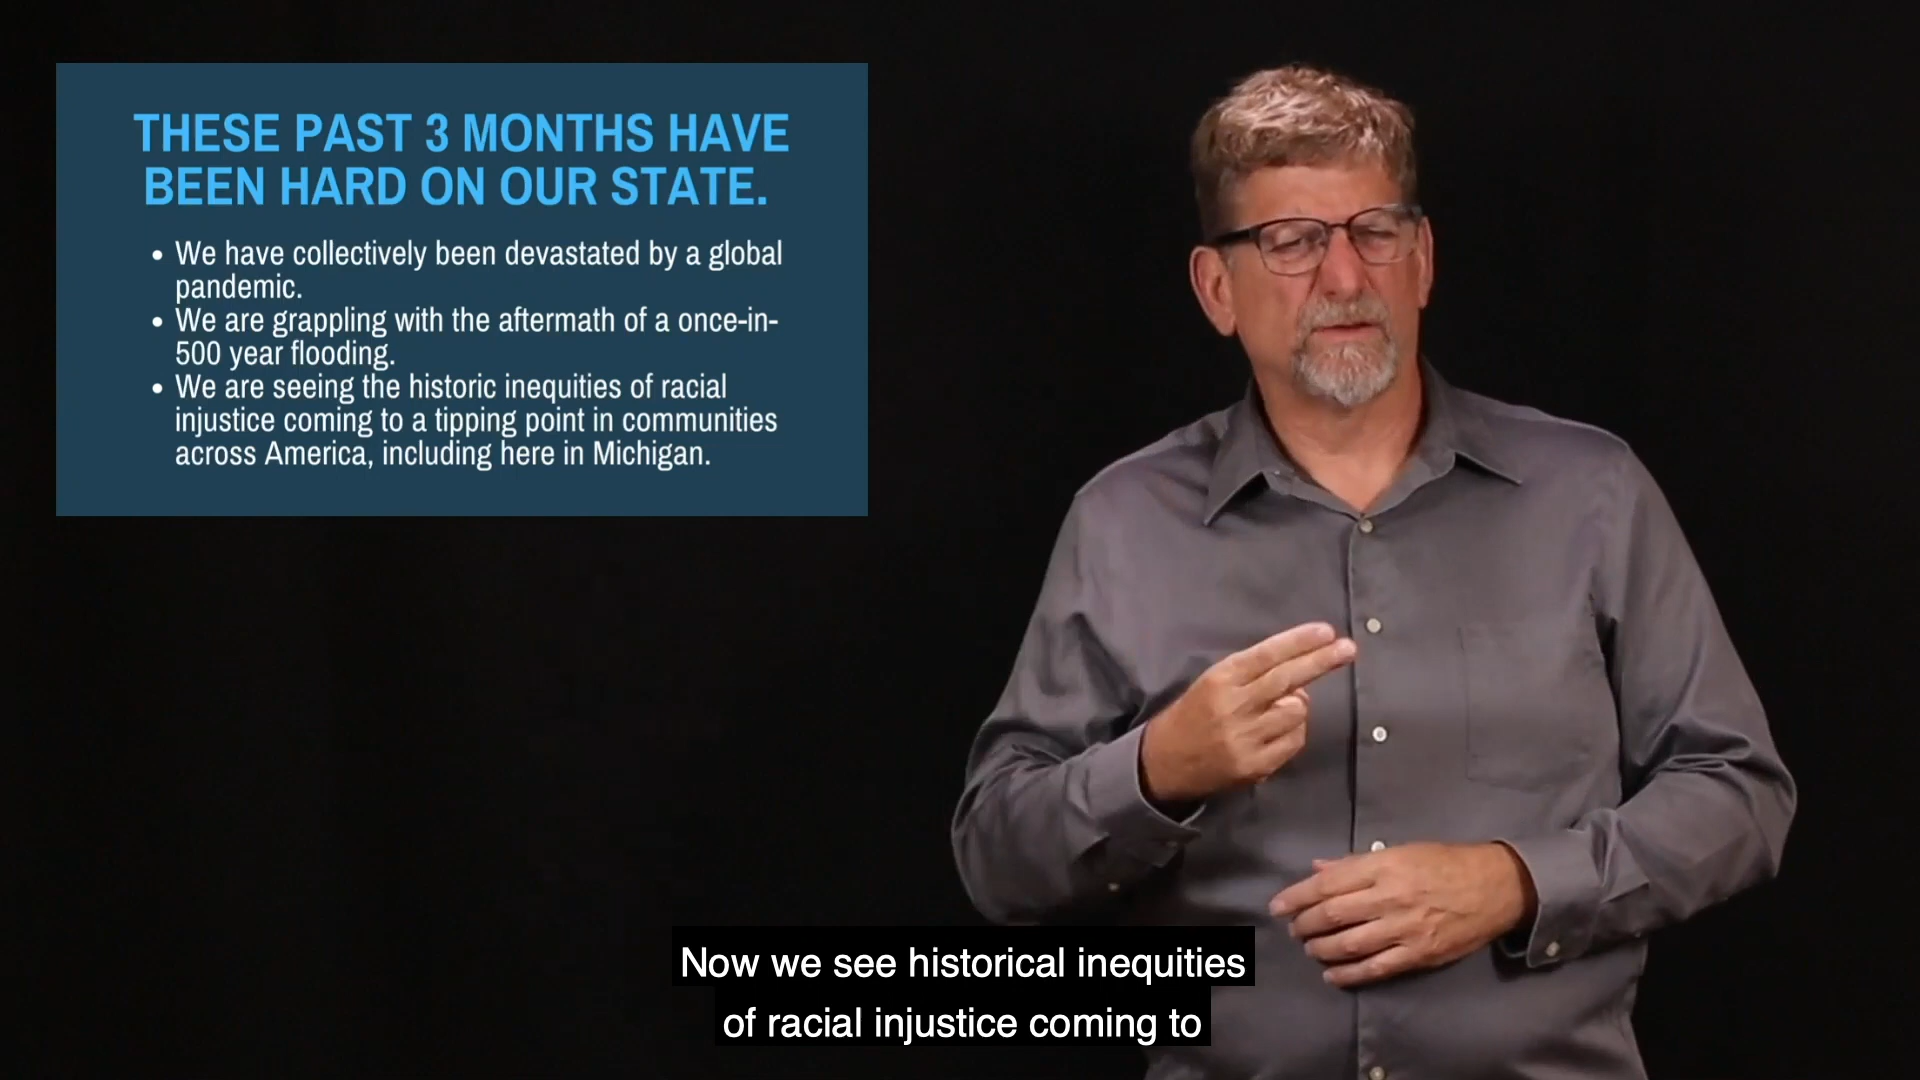 THESE PAST 3 MONTHS HAVE
BEEN HARD ON OUR STATE.
• We have collectively been devastated by a global
pandemic.
• We are grappling with the aftermath of a once-in-
500 year flooding.
• We are seeing the historic inequities of racial
injustice coming to a tipping point in communities
across America, including here in Michigan.
Now we see historical inequities
of racial injustice coming to